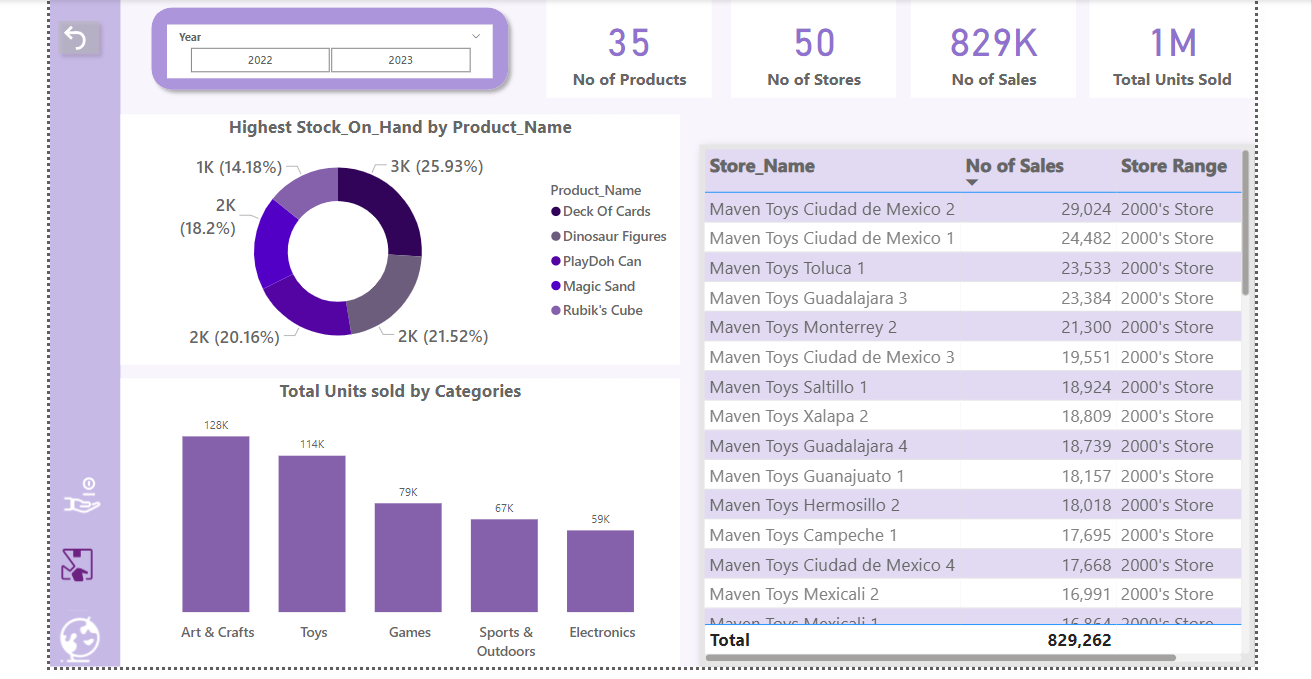 Year
2022
2023
35
No of Products
50
No of Stores
829K
No of Sales
1M
Total Units Sold
Highest Stock_On_Hand by Product_Name
1K (14.18%)
3K (25.93%)
2K
(18.2%)
2K (20.16%)
2K (21.52%)
Product_Name
Deck Of Cards
Dinosaur Figures
PlayDoh Can
Magic Sand
Rubik's Cube
Total Units sold by Categories
128K
114K
79K
67K
59K
Art & Crafts
Toys
Games
Sports &
Outdoors
Electronics
Store_Name No of Sales Store Range
Maven Toys Ciudad de Mexico 2 29,024 2000's Store
Maven Toys Ciudad de Mexico 1 24,482 2000's Store
Maven Toys Toluca 1 23,533 2000's Store
Maven Toys Guadalajara 3 23,384 2000's Store
Maven Toys Monterrey 2 21,300 2000's Store
Maven Toys Ciudad de Mexico 3 19,551 2000's Store
Maven Toys Saltillo 1 18,924 2000's Store
Maven Toys Xalapa 2 18,809 2000's Store
Maven Toys Guadalajara 4 18,739 2000's Store
Maven Toys Guanajuato 1 18,157 2000's Store
Maven Toys Hermosillo 2 18,018 2000's Store
Maven Toys Campeche 1 17,695 2000's Store
Maven Toys Ciudad de Mexico 4 17,668 2000's Store
Maven Toys Mexicali 2 16,991 2000's Store
Maven Toys Mexicali 1 16,864 2000's Store
Total 829,262